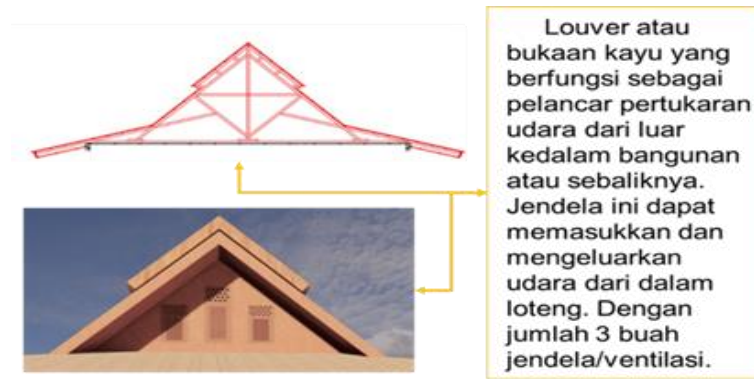 Louver atau
bukaan kayu yang
berfungsi sebagai
pelancar pertukaran
udara dari luar
kedalam bangunan
atau sebaliknya.
Jendela ini dapat
memasukkan dan
mengeluarkan
udara dari dalam
loteng. Dengan
jumlah 3 buah
jendela/ventilasi.